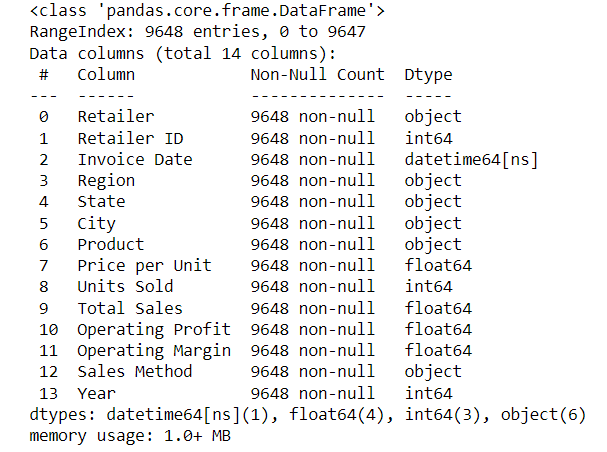 <class 'pandas.core.frame.DataFrame'>
RangeIndex: 9648 entries, 0 to 9647
Data columns (total 14 columns):
 #   Column            Non-Null Count  Dtype
---  ------            --------------  -----
 0   Retailer          9648 non-null   object
 1   Retailer ID       9648 non-null   int64
 2   Invoice Date      9648 non-null   datetime64[ns]
 3   Region            9648 non-null   object
 4   State             9648 non-null   object
 5   City              9648 non-null   object
 6   Product           9648 non-null   object
 7   Price per Unit    9648 non-null   float64
 8   Units Sold        9648 non-null   int64
 9   Total Sales       9648 non-null   float64
 10  Operating Profit  9648 non-null   float64
 11  Operating Margin  9648 non-null   float64
 12  Sales Method      9648 non-null   object
 13  Year              9648 non-null   int64
dtypes: datetime64[ns](1), float64(4), int64(3), object(6)
memory usage: 1.0+ MB